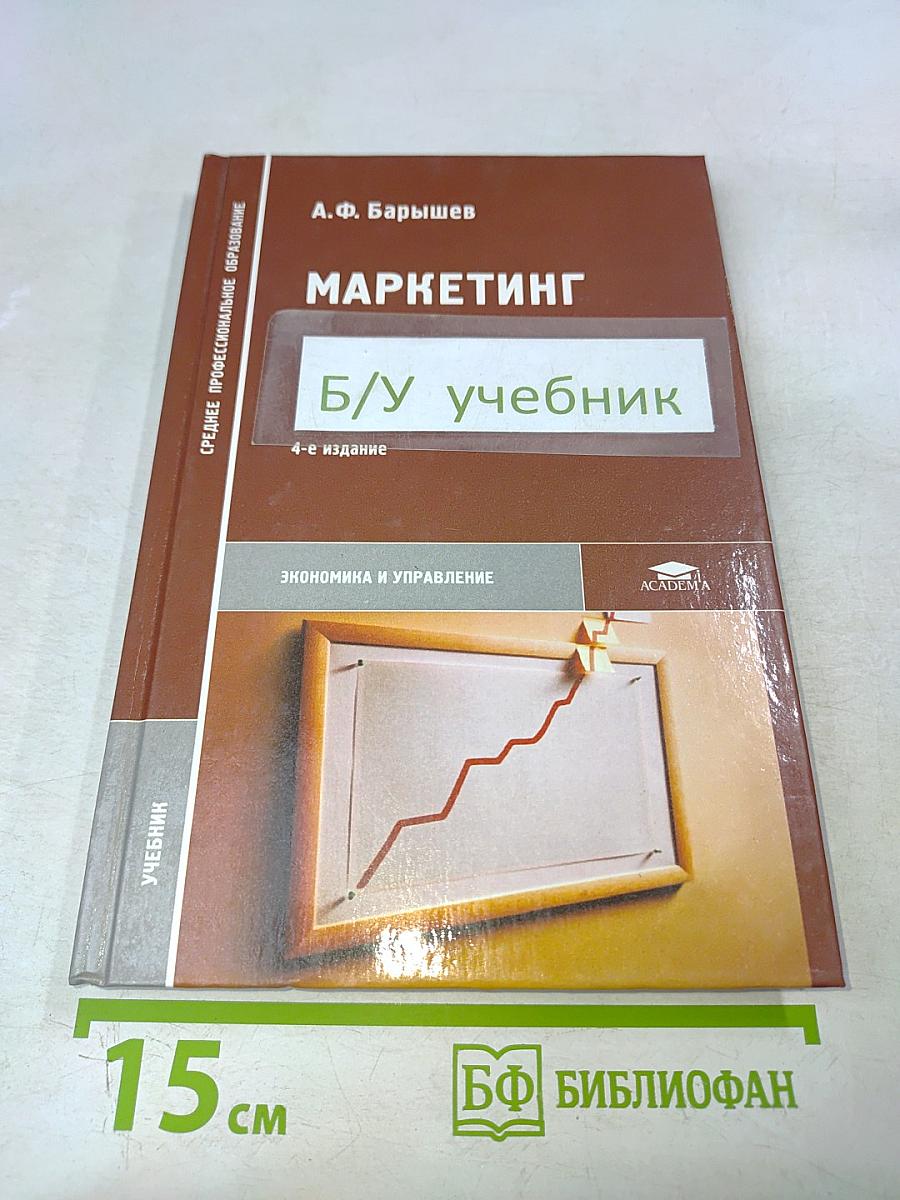 А.Ф. Барышев
МАРКЕТИНГ
Б/У учебник
4-е издание
СРЕДНЕЕ ПРОФЕССИОНАЛЬНОЕ ОБРАЗОВАНИЕ
ЭКОНОМИКА И УПРАВЛЕНИЕ
ACADEMA
УЧЕБНИК
15 см
БФ БИБЛИОФАН